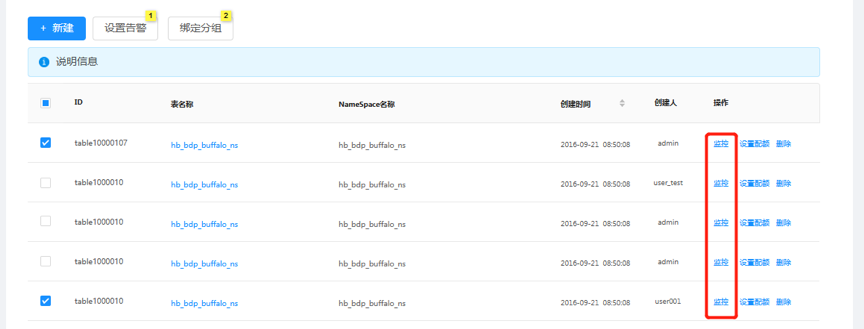 + 新建 设置告警 1 绑定分组 2
说明信息
ID 表名称 NameSpace名称 创建时间 创建人 操作
table10000107 hb_bdp_buffalo_ns hb_bdp_buffalo_ns 2016-09-21 08:50:08 admin 监控 设置配额 删除
table1000010 hb_bdp_buffalo_ns hb_bdp_buffalo_ns 2016-09-21 08:50:08 user_test 监控 设置配额 删除
table1000010 hb_bdp_buffalo_ns hb_bdp_buffalo_ns 2016-09-21 08:50:08 admin 监控 设置配额 删除
table1000010 hb_bdp_buffalo_ns hb_bdp_buffalo_ns 2016-09-21 08:50:08 admin 监控 设置配额 删除
table1000010 hb_bdp_buffalo_ns hb_bdp_buffalo_ns 2016-09-21 08:50:08 user001 监控 设置配额 删除